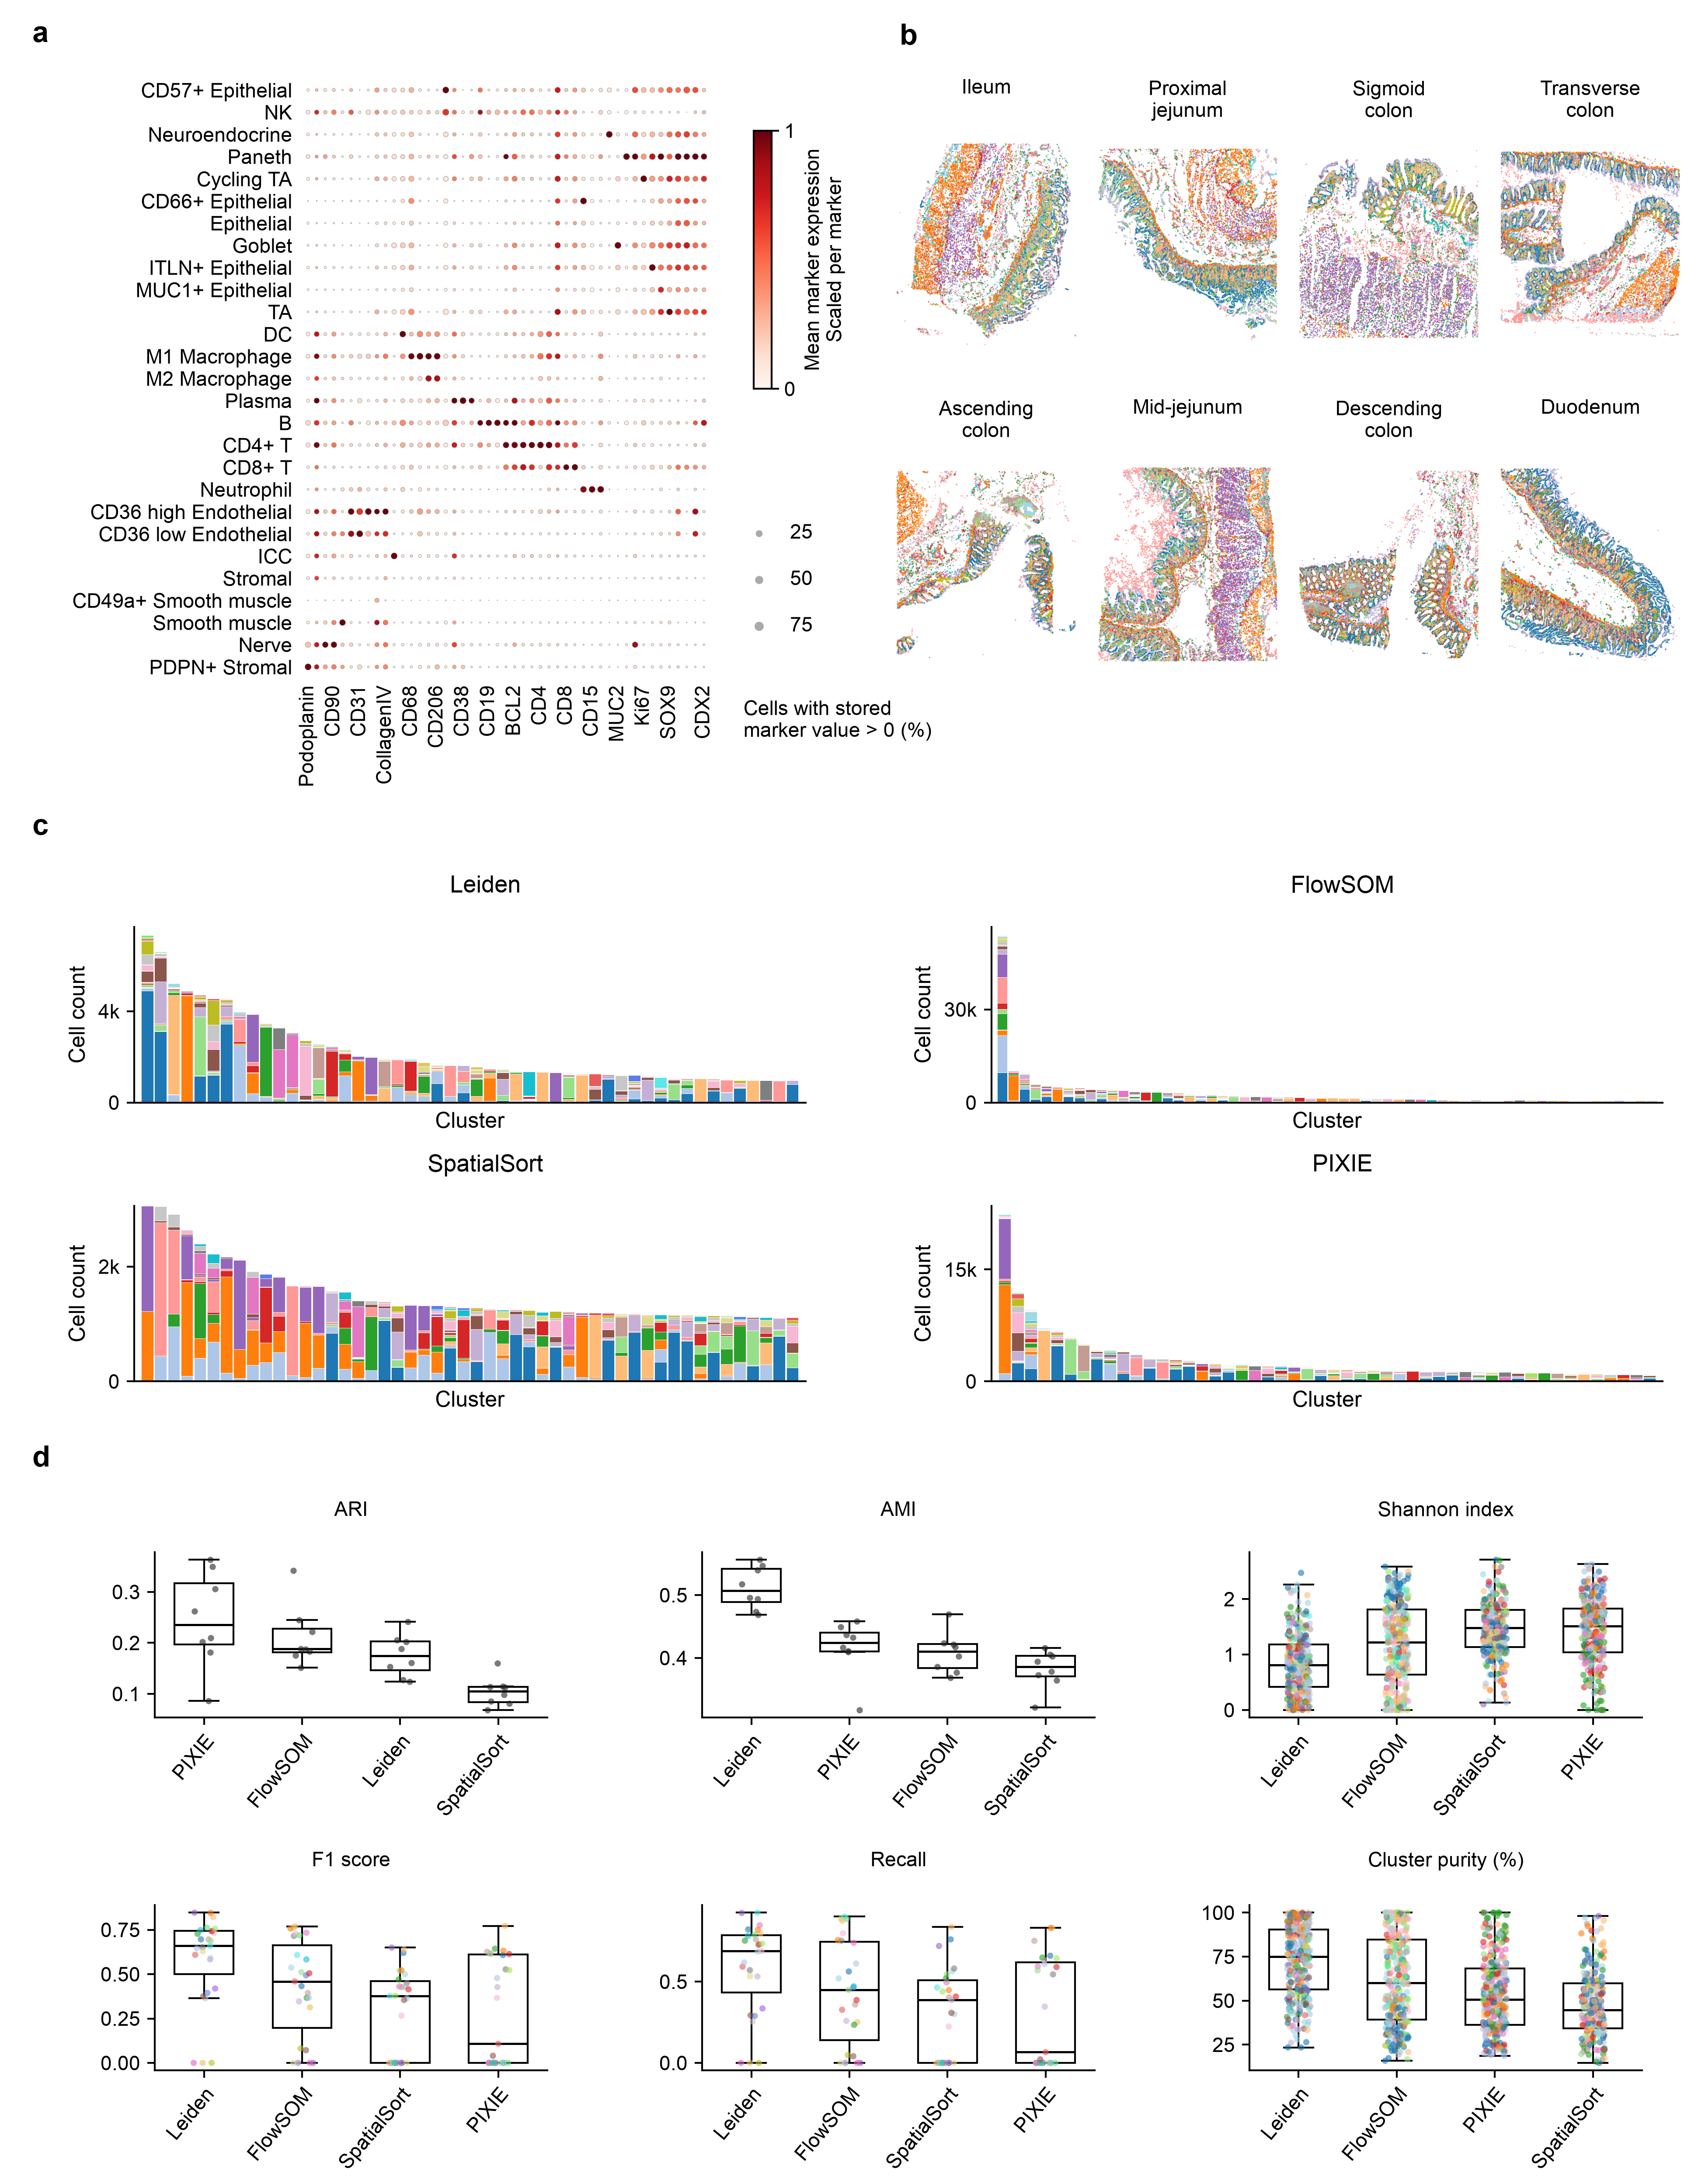 a
CD57+ Epithelial
NK
Neuroendocrine
Paneth
Cycling TA
CD66+ Epithelial
Epithelial
Goblet
ITLN+ Epithelial
MUC1+ Epithelial
TA
DC
M1 Macrophage
M2 Macrophage
Plasma
B
CD4+ T
CD8+ T
Neutrophil
CD36 high Endothelial
CD36 low Endothelial
ICC
Stromal
CD49a+ Smooth muscle
Smooth muscle
Nerve
PDPN+ Stromal
Podoplanin
CD90
CD31
CollagenIV
CD68
CD206
CD38
CD19
BCL2
CD4
CD8
CD15
MUC2
Ki67
SOX9
CDX2
1
0
Mean marker expression
Scaled per marker
25
50
75
Cells with stored
marker value > 0 (%)
b
Ileum
Proximal
jejunum
Sigmoid
colon
Transverse
colon
Ascending
colon
Mid-jejunum
Descending
colon
Duodenum
c
Leiden
Cell count
4k
0
Cluster
FlowSOM
Cell count
30k
0
Cluster
SpatialSort
Cell count
2k
0
Cluster
PIXIE
Cell count
15k
0
Cluster
d
ARI
0.3
0.2
0.1
PIXIE
FlowSOM
Leiden
SpatialSort
AMI
0.5
0.4
Leiden
PIXIE
FlowSOM
SpatialSort
Shannon index
2
1
0
Leiden
FlowSOM
SpatialSort
PIXIE
F1 score
0.75
0.50
0.25
0.00
Leiden
FlowSOM
SpatialSort
PIXIE
Recall
0.5
0.0
Leiden
FlowSOM
SpatialSort
PIXIE
Cluster purity (%)
100
75
50
25
Leiden
FlowSOM
PIXIE
SpatialSort